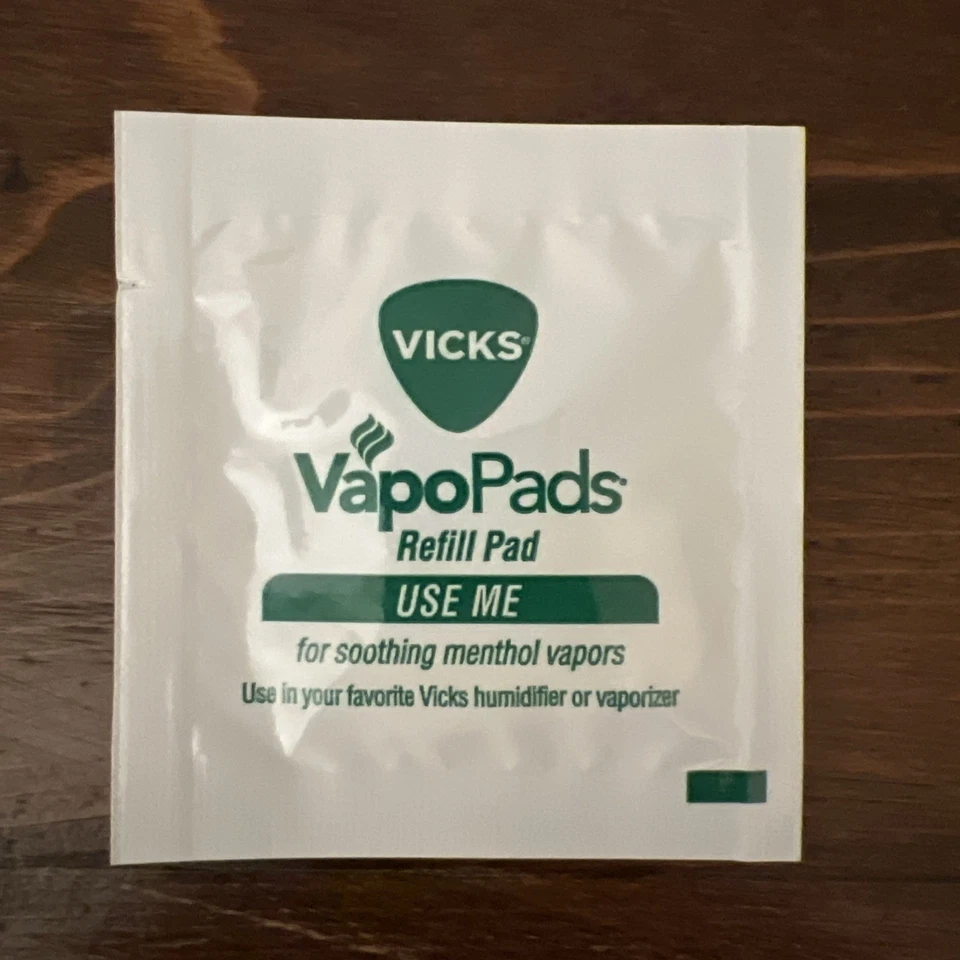 VICKS®
VapoPads
Refill Pad
USE ME
for soothing menthol vapors
Use in your favorite Vicks humidifier or vaporizer